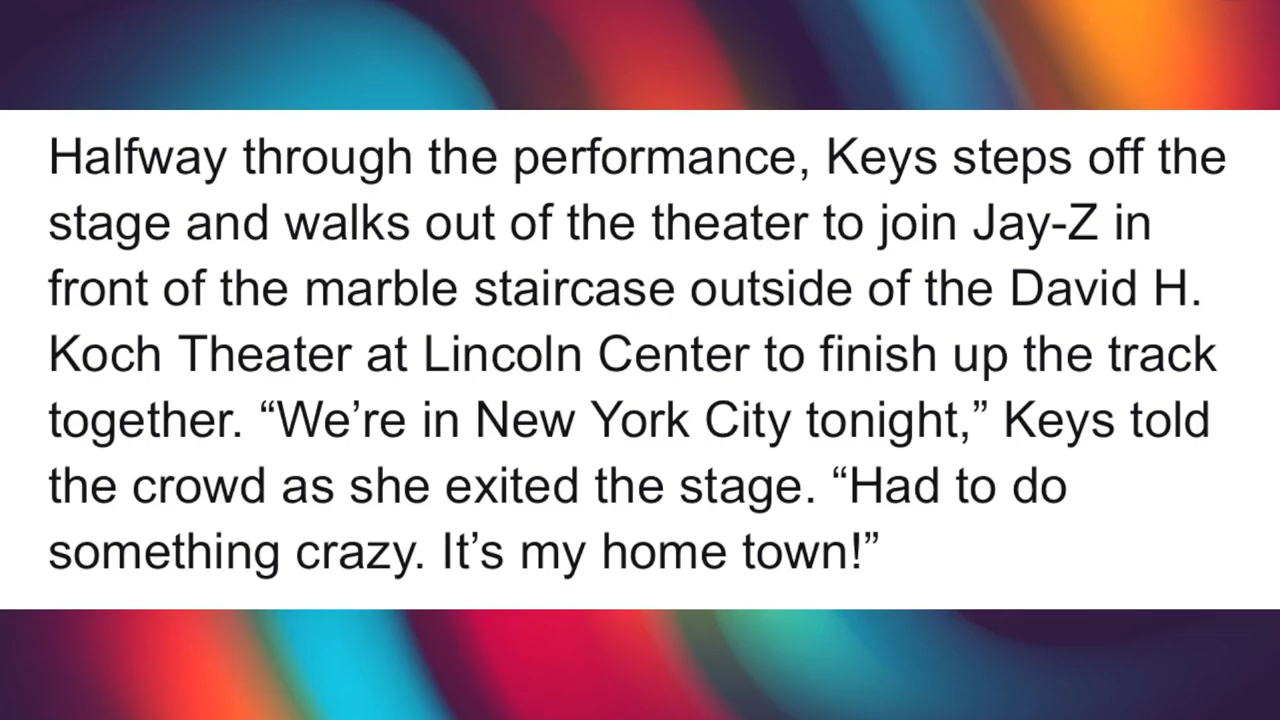 Halfway through the performance, Keys steps off the
stage and walks out of the theater to join Jay-Z in
front of the marble staircase outside of the David H.
Koch Theater at Lincoln Center to finish up the track
together. “We’re in New York City tonight,” Keys told
the crowd as she exited the stage. “Had to do
something crazy. It’s my home town!”